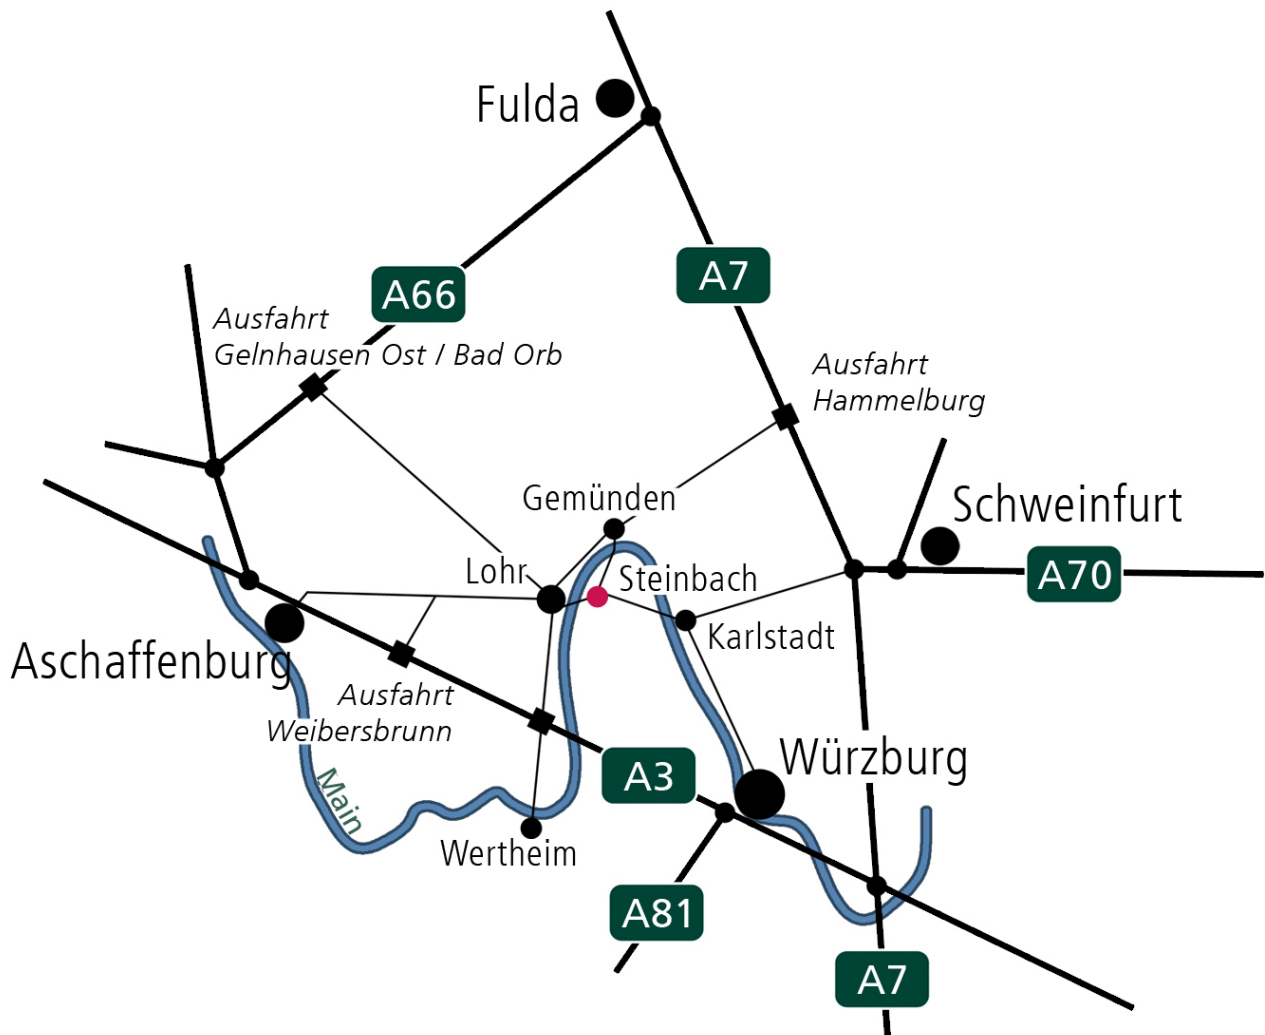 Fulda
A7
A66
Ausfahrt
Gelnhausen Ost / Bad Orb
Ausfahrt
Hammelburg
Gemünden
Schweinfurt
Lohr
Steinbach
A70
Karlstadt
Aschaffenburg
Ausfahrt
Weibersbrunn
Würzburg
A3
Main
Wertheim
A81
A7